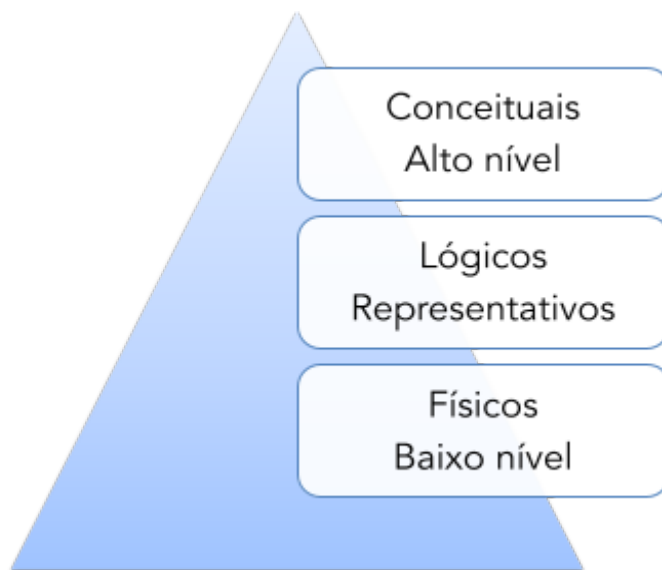 Conceituais
Alto nível
Lógicos
Representativos
Físicos
Baixo nível